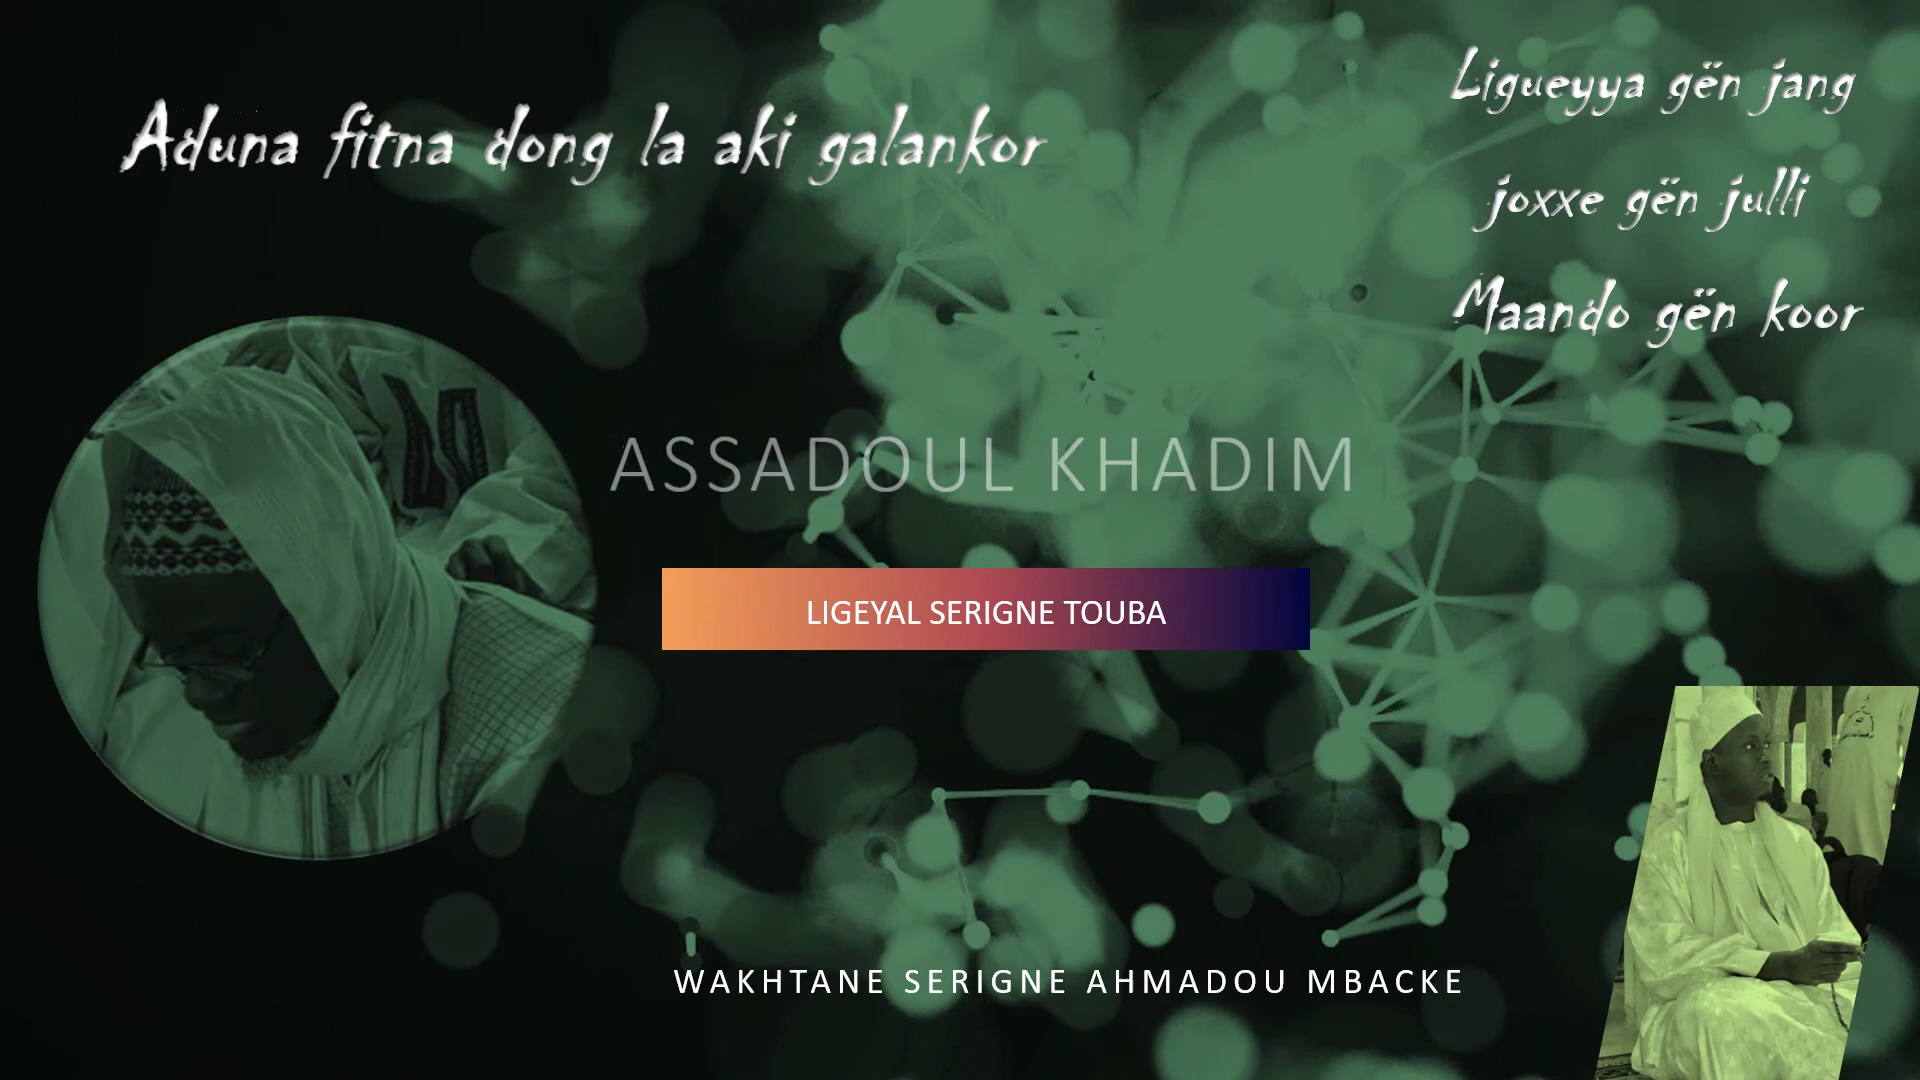 Aduna fitna dong la aki galankor
Ligueyya gën jang
joxxe gën julli
Maando gën koor
ASSADOUL KHADIM
LIGEYAL SERIGNE TOUBA
WAKHTANE SERIGNE AHMADOU MBACKE